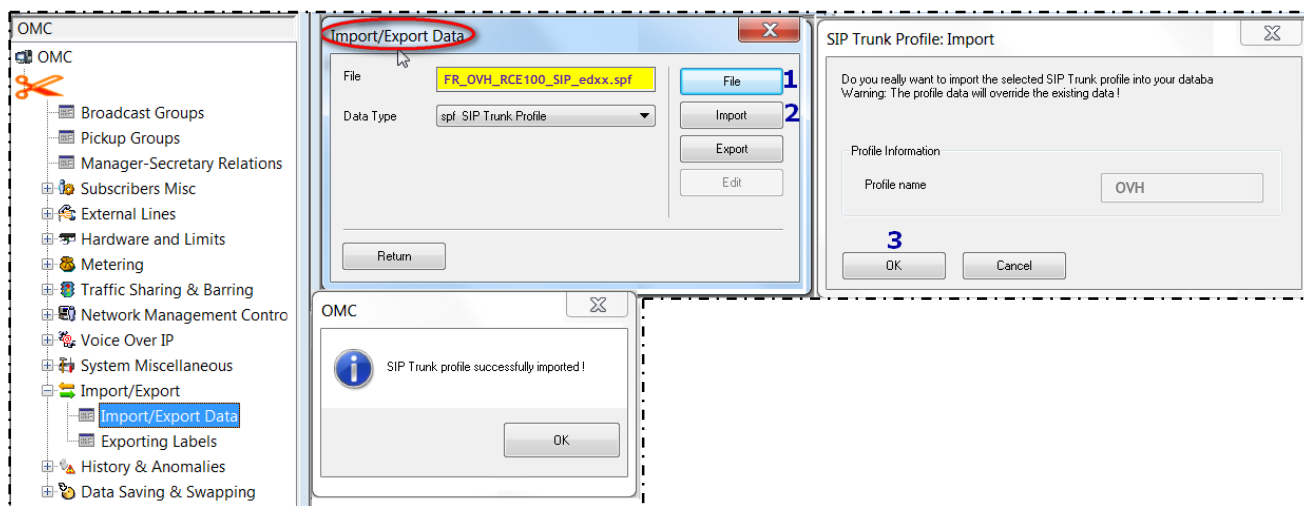 OMC
OMC
Broadcast Groups
Pickup Groups
Manager-Secretary Relations
Subscribers Misc
External Lines
Hardware and Limits
Metering
Traffic Sharing & Barring
Network Management Contro
Voice Over IP
System Miscellaneous
Import/Export
Import/Export Data
Exporting Labels
History & Anomalies
Data Saving & Swapping
Import/Export Data
File
FR_OVH_RCE100_SIP_edxx.spf
File
1
Data Type
spf SIP Trunk Profile
Import
2
Export
Edit
Return
SIP Trunk Profile: Import
Do you really want to import the selected SIP Trunk profile into your databa
Warning: The profile data will override the existing data !
Profile Information
Profile name
OVH
3
OK
Cancel
OMC
SIP Trunk profile successfully imported !
OK